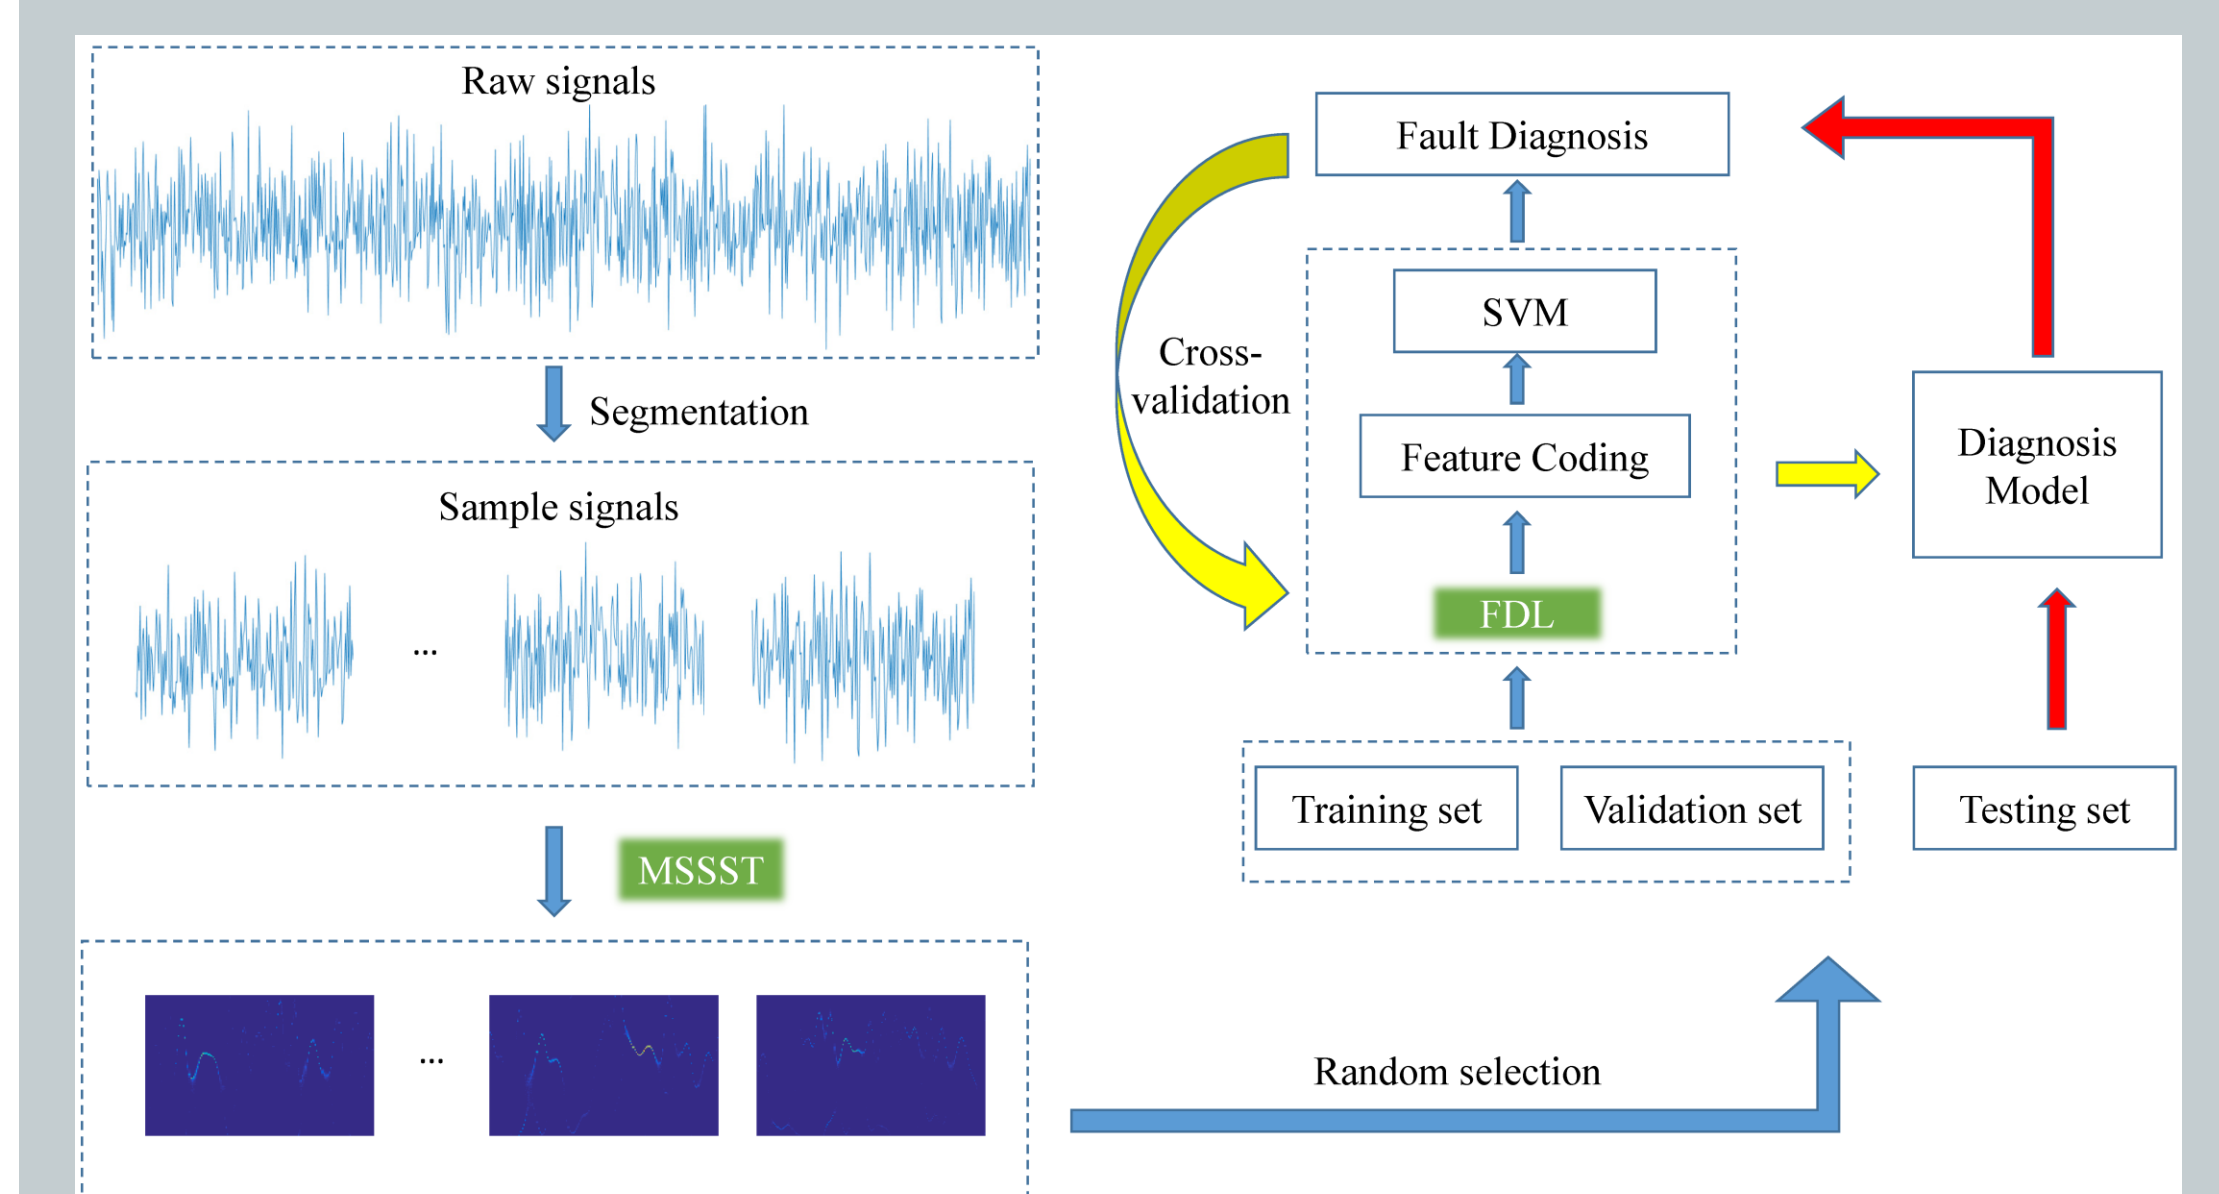 Raw signals
Segmentation
Sample signals
...
MSSST
...
Random selection
Fault Diagnosis
SVM
Cross-
validation
Feature Coding
FDL
Diagnosis
Model
Training set
Validation set
Testing set